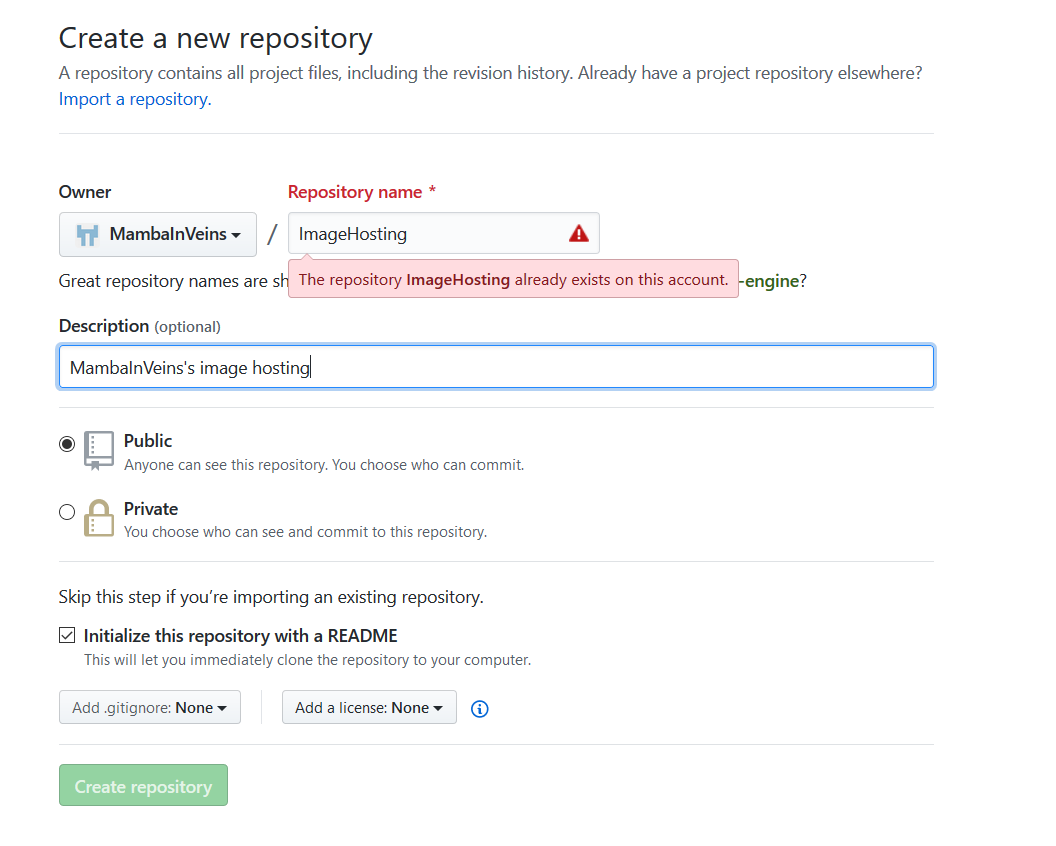 Create a new repository
A repository contains all project files, including the revision history. Already have a project repository elsewhere?
Import a repository.
Owner
Repository name *
MambaInVeins / ImageHosting
The repository ImageHosting already exists on this account.
Great repository names are sh -engine?
Description (optional)
MambaInVeins's image hosting
Public
Anyone can see this repository. You choose who can commit.
Private
You choose who can see and commit to this repository.
Skip this step if you’re importing an existing repository.
Initialize this repository with a README
This will let you immediately clone the repository to your computer.
Add .gitignore: None
Add a license: None
Create repository